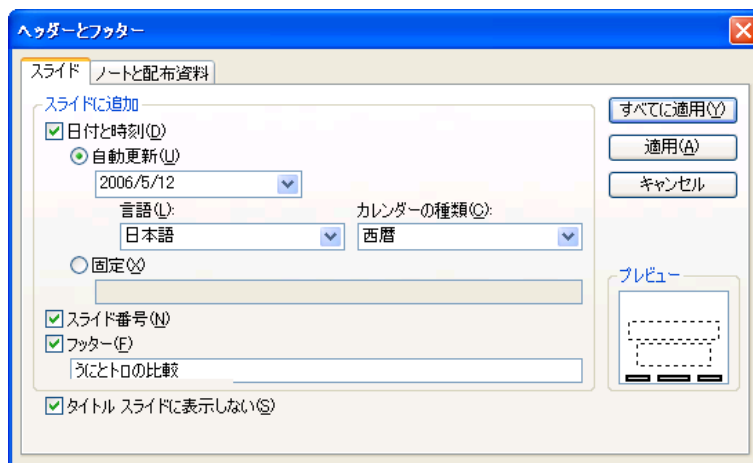 ヘッダーとフッター
スライド ノートと配布資料
スライドに追加
日付と時刻(D)
自動更新(U)
2006/5/12
言語(L): カレンダーの種類(C):
日本語 西暦
固定(X)
スライド番号(N)
フッター(F)
うにとトロの比較
タイトル スライドに表示しない(S)
すべてに適用(Y)
適用(A)
キャンセル
プレビュー